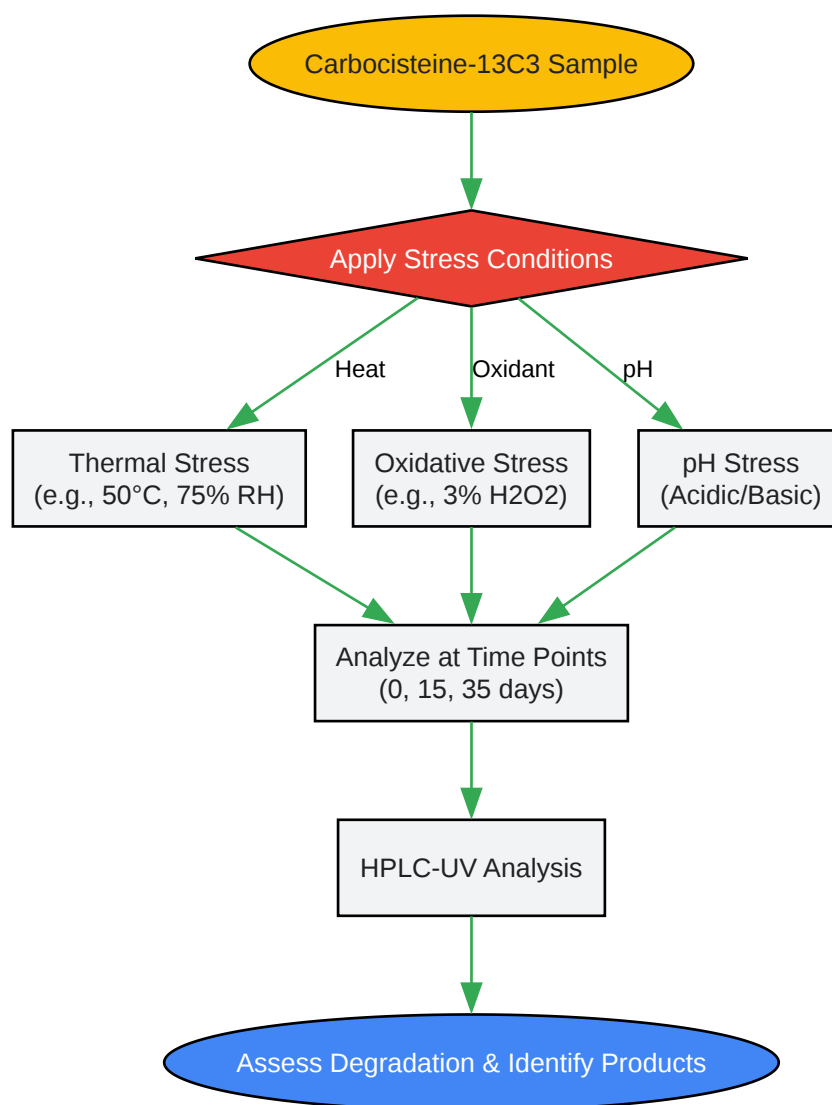 Carbocisteine-13C3 Sample
Apply Stress Conditions
Heat
Oxidant
pH
Thermal Stress
(e.g., 50°C, 75% RH)
Oxidative Stress
(e.g., 3% H2O2)
pH Stress
(Acidic/Basic)
Analyze at Time Points
(0, 15, 35 days)
HPLC-UV Analysis
Assess Degradation & Identify Products